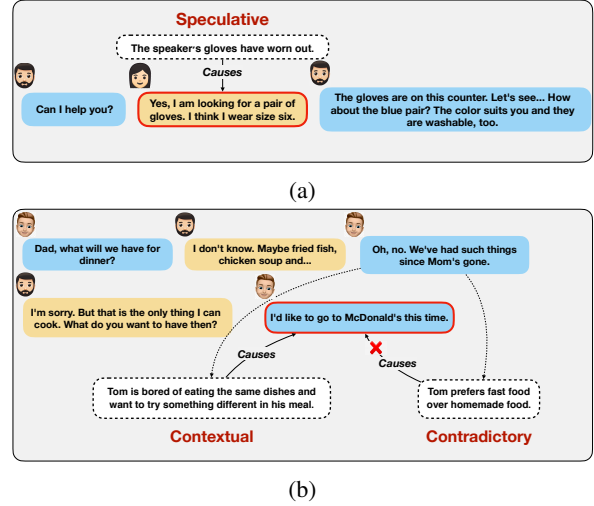 Speculative
The speaker's gloves have worn out.
Causes
Can I help you?
Yes, I am looking for a pair of
gloves. I think I wear size six.
The gloves are on this counter. Let's see... How
about the blue pair? The color suits you and they
are washable, too.
(a)
Dad, what will we have for
dinner?
I don't know. Maybe fried fish,
chicken soup and...
Oh, no. We've had such things
since Mom's gone.
I'm sorry. But that is the only thing I can
cook. What do you want to have then?
I'd like to go to McDonald's this time.
Causes
Causes
Tom is bored of eating the same dishes and
want to try something different in his meal.
Tom prefers fast food
over homemade food.
Contextual
Contradictory
(b)